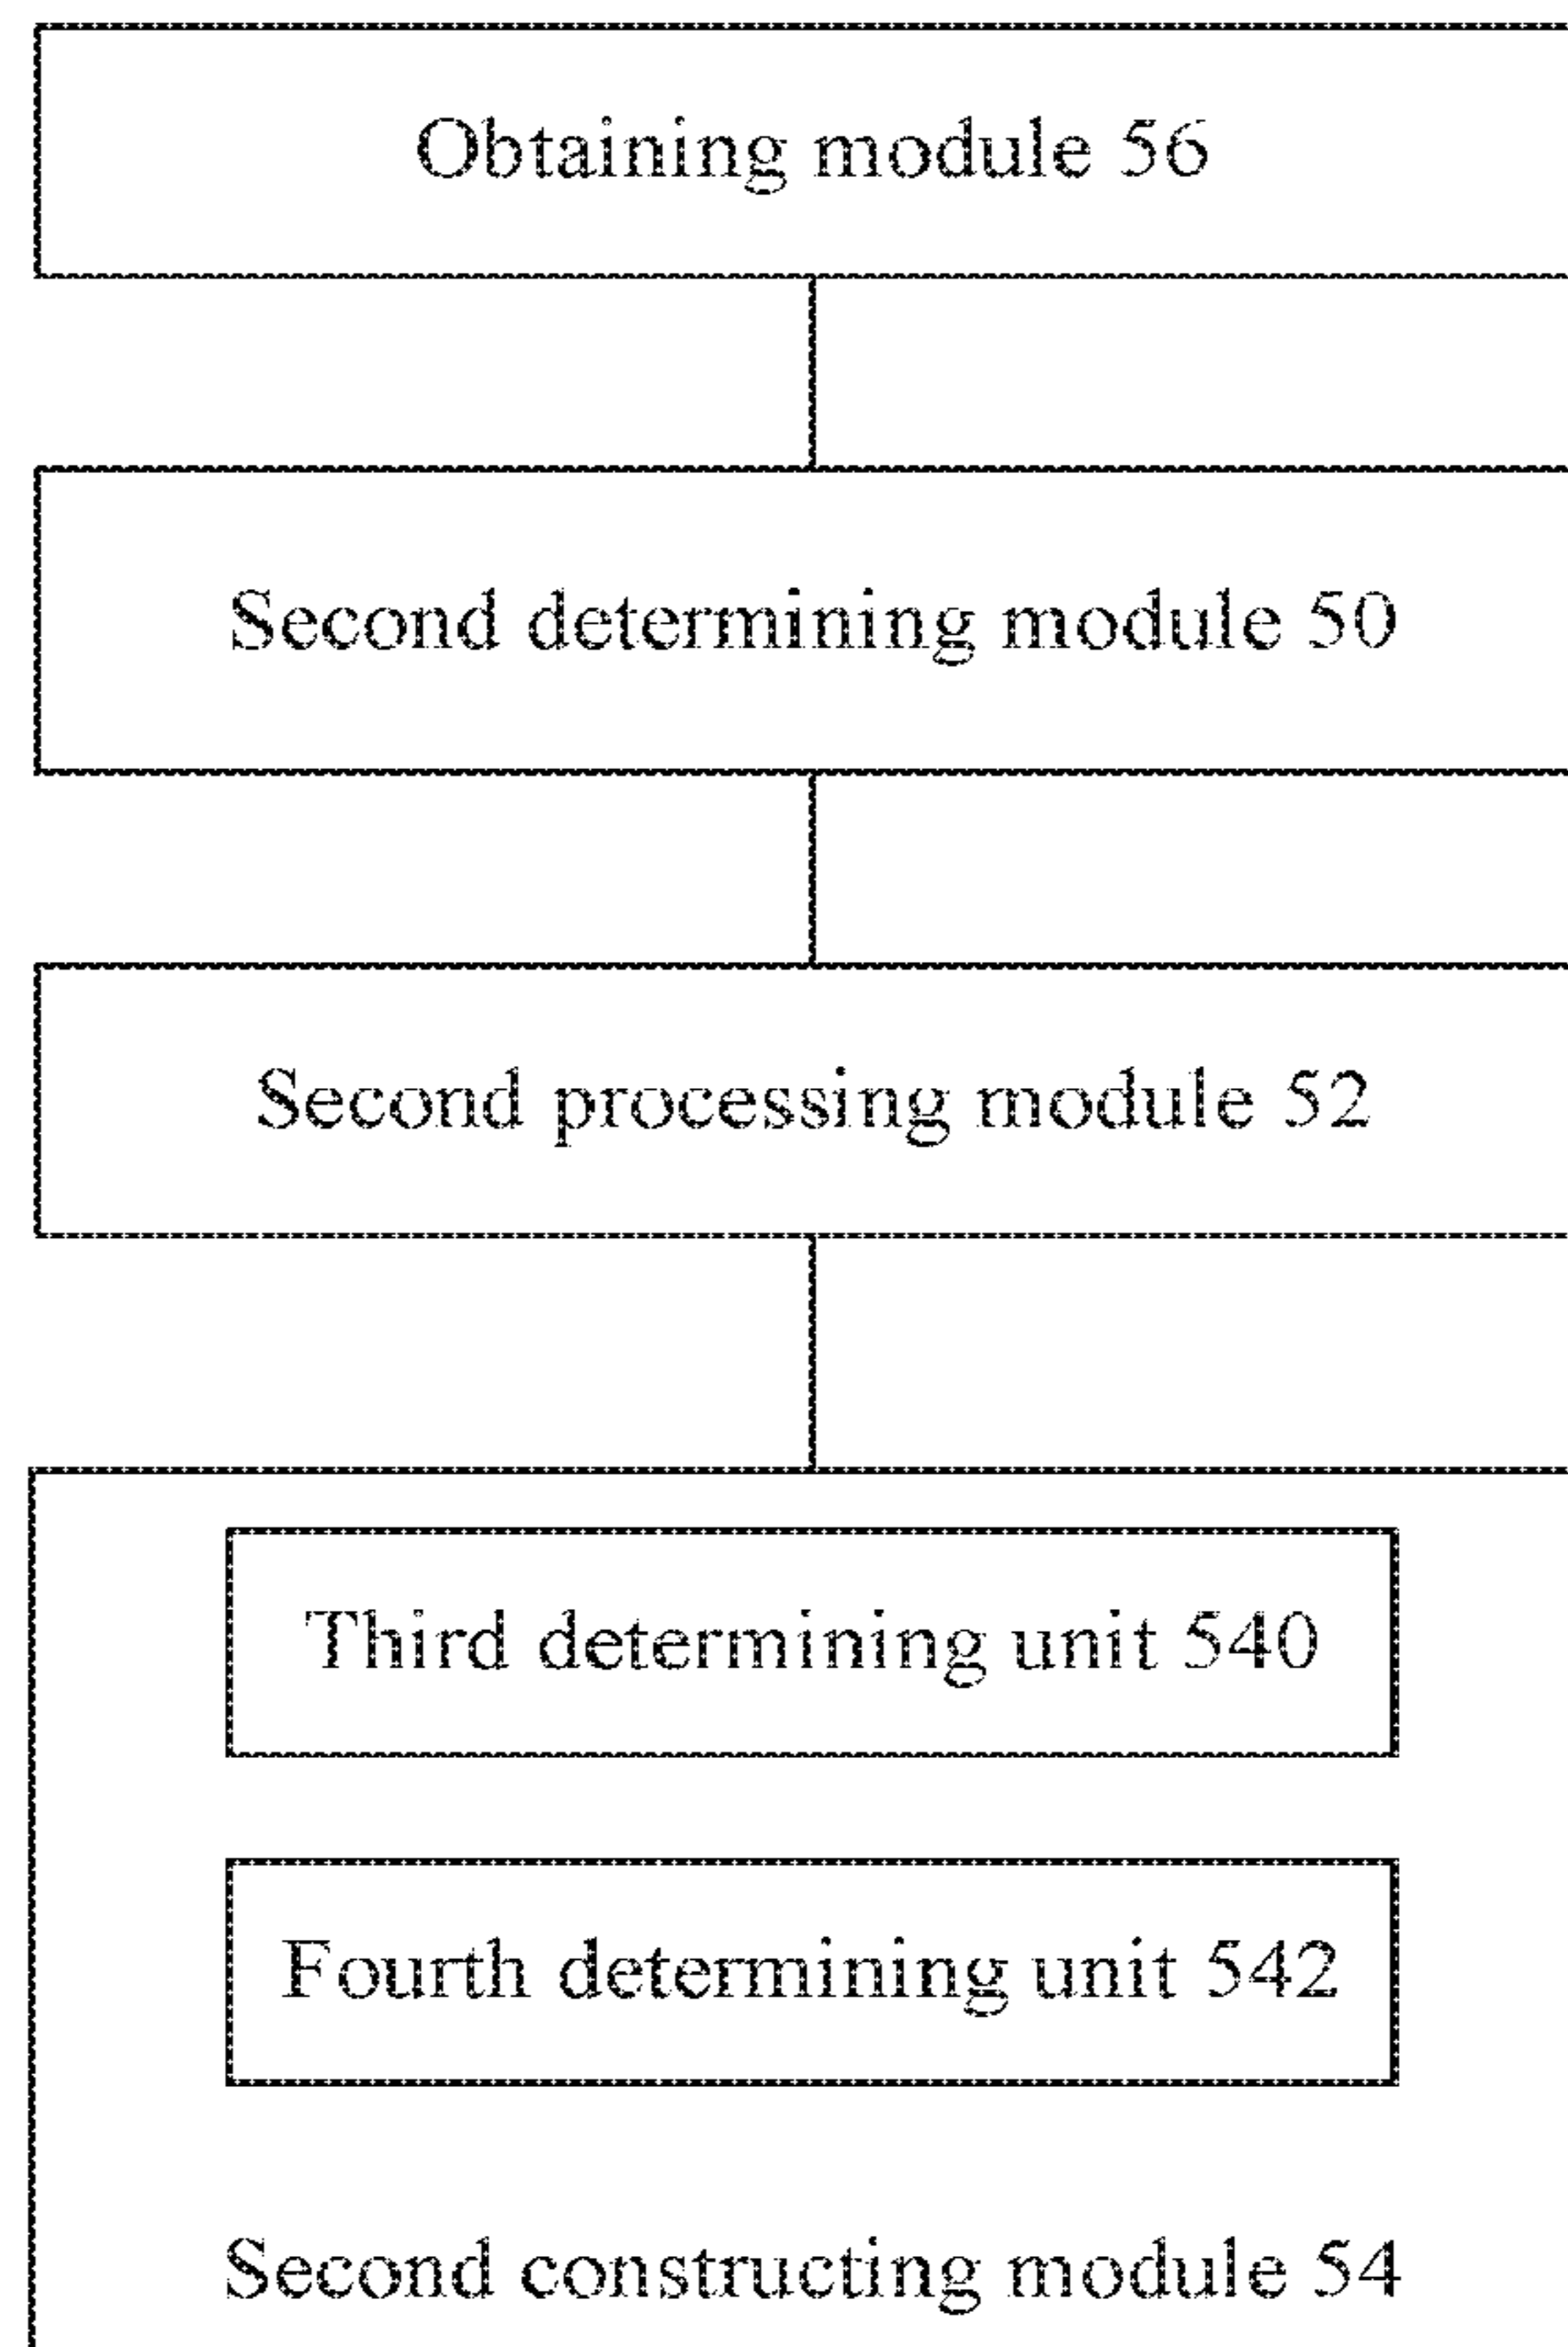 Obtaining module 56
Second determining module 50
Second processing module 52
Third determining unit 540
Fourth determining unit 542
Second constructing module 54